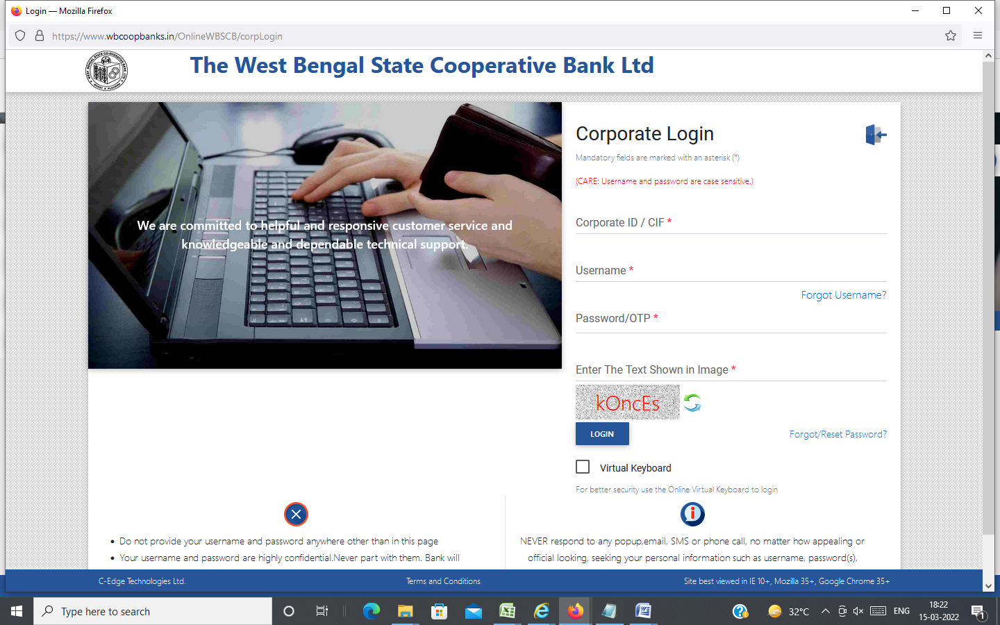 Login — Mozilla Firefox
https://www.wbcoopbanks.in/OnlineWBSCB/corpLogin
The West Bengal State Cooperative Bank Ltd
We are committed to helpful and responsive customer service and
knowledgeable and dependable technical support.
Corporate Login
Mandatory fields are marked with an asterisk (*)
(CARE: Username and password are case sensitive.)
Corporate ID / CIF *
Username *
Forgot Username?
Password/OTP *
Enter The Text Shown in Image *
kOncEs
LOGIN
Forgot/Reset Password?
Virtual Keyboard
For better security use the Online Virtual Keyboard to login
Do not provide your username and password anywhere other than in this page
Your username and password are highly confidential.Never part with them. Bank will
NEVER respond to any popup,email, SMS or phone call, no matter how appealing or
official looking, seeking your personal information such as username, password(s),
C-Edge Technologies Ltd.
Terms and Conditions
Site best viewed in IE 10+, Mozilla 35+, Google Chrome 35+
Type here to search
32°C
ENG
18:22
15-03-2022
1